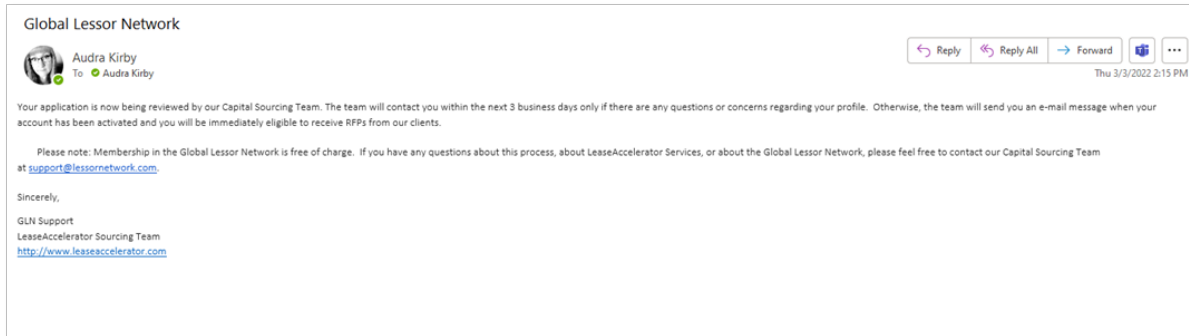 Global Lessor Network
Audra Kirby
To Audra Kirby
Reply
Reply All
Forward
Thu 3/3/2022 2:15 PM
Your application is now being reviewed by our Capital Sourcing Team. The team will contact you within the next 3 business days only if there are any questions or concerns regarding your profile. Otherwise, the team will send you an e-mail message when your
account has been activated and you will be immediately eligible to receive RFPs from our clients.
Please note: Membership in the Global Lessor Network is free of charge. If you have any questions about this process, about LeaseAccelerator Services, or about the Global Lessor Network, please feel free to contact our Capital Sourcing Team
at support@lessornetwork.com.
Sincerely,
GLN Support
LeaseAccelerator Sourcing Team
http://www.leaseaccelerator.com